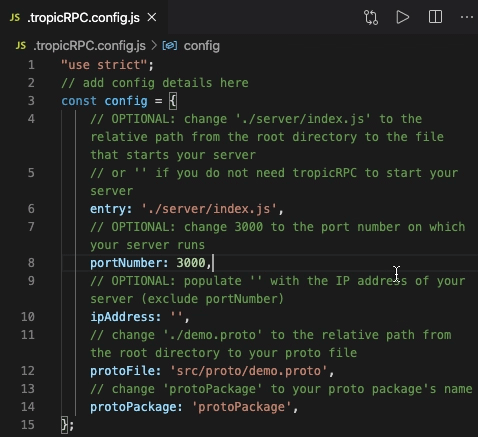 JS .tropicRPC.config.js ×
JS .tropicRPC.config.js > config
1 "use strict";
2 // add config details here
3 const config = {
4 // OPTIONAL: change './server/index.js' to the
relative path from the root directory to the file
that starts your server
5 // or '' if you do not need tropicRPC to start your
server
6 entry: './server/index.js',
7 // OPTIONAL: change 3000 to the port number on which
your server runs
8 portNumber: 3000,
9 // OPTIONAL: populate '' with the IP address of your
server (exclude portNumber)
10 ipAddress: '',
11 // change './demo.proto' to the relative path from
the root directory to your proto file
12 protoFile: 'src/proto/demo.proto',
13 // change 'protoPackage' to your proto package's name
14 protoPackage: 'protoPackage',
15 };